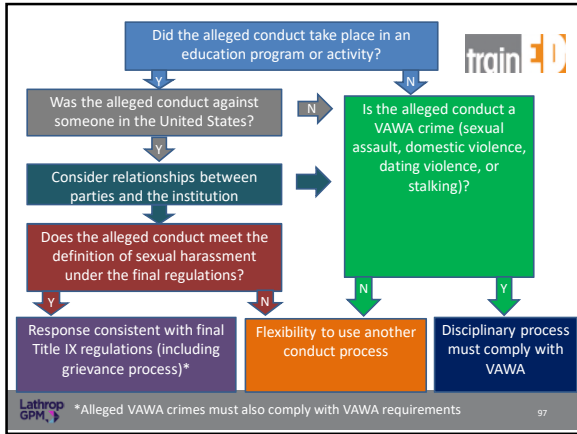 Did the alleged conduct take place in an
education program or activity?
train ED
Y
N
Was the alleged conduct against
someone in the United States?
N
Is the alleged conduct a
VAWA crime (sexual
assault, domestic violence,
dating violence, or
stalking)?
Y
Consider relationships between
parties and the institution
Does the alleged conduct meet the
definition of sexual harassment
under the final regulations?
Y
N
N
Y
Response consistent with final
Title IX regulations (including
grievance process)*
Flexibility to use another
conduct process
Disciplinary process
must comply with
VAWA
Lathrop
GPM
*Alleged VAWA crimes must also comply with VAWA requirements
97